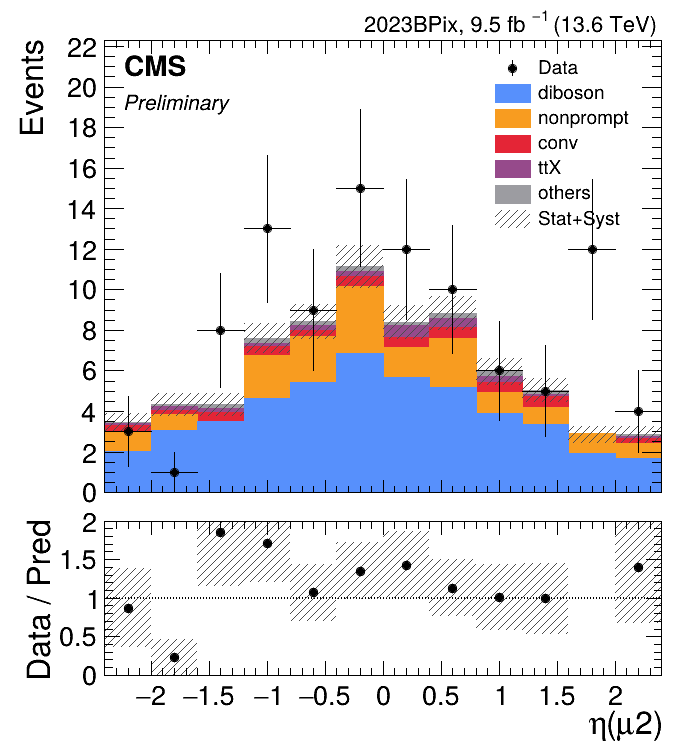 2023BPix, 9.5 fb⁻¹ (13.6 TeV)
Events
CMS
Preliminary
Data
diboson
nonprompt
conv
ttX
others
Stat+Syst
22
20
18
16
14
12
10
8
6
4
2
0
Data / Pred
2
1.5
1
0.5
0
−2 −1.5 −1 −0.5 0 0.5 1 1.5 2
η(μ2)